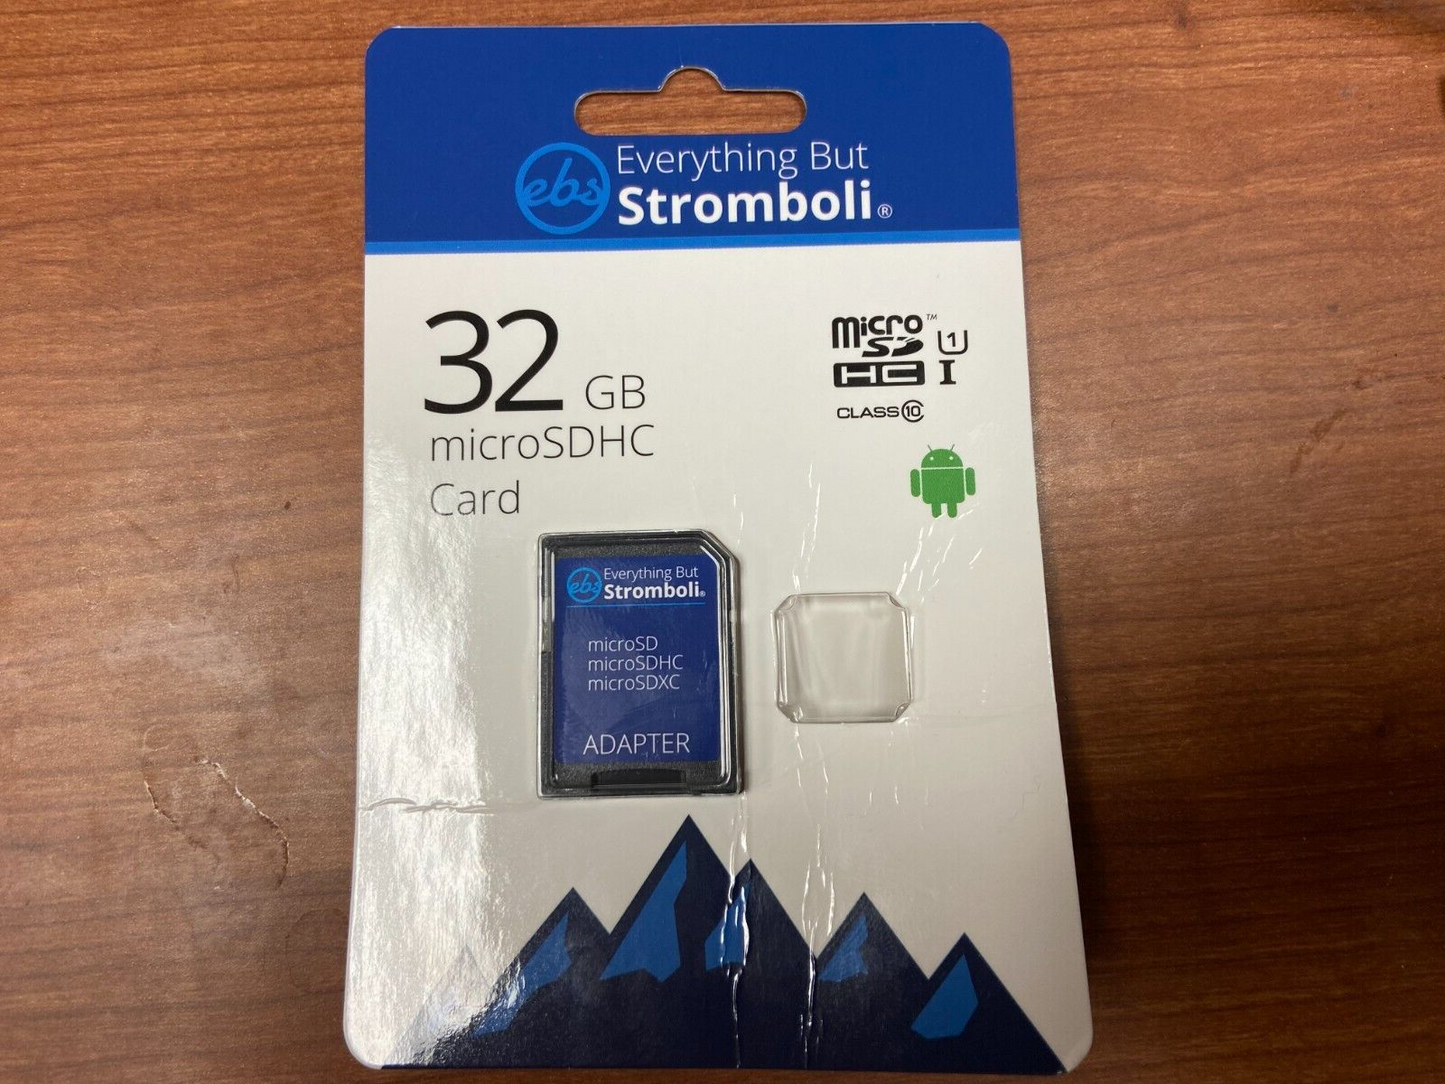 ebs
Everything But
Stromboli®
32 GB
microSDHC
Card
Micro™
SD
HC I
1
CLASS 10
ebs
Everything But
Stromboli®
microSD
microSDHC
microSDXC
ADAPTER